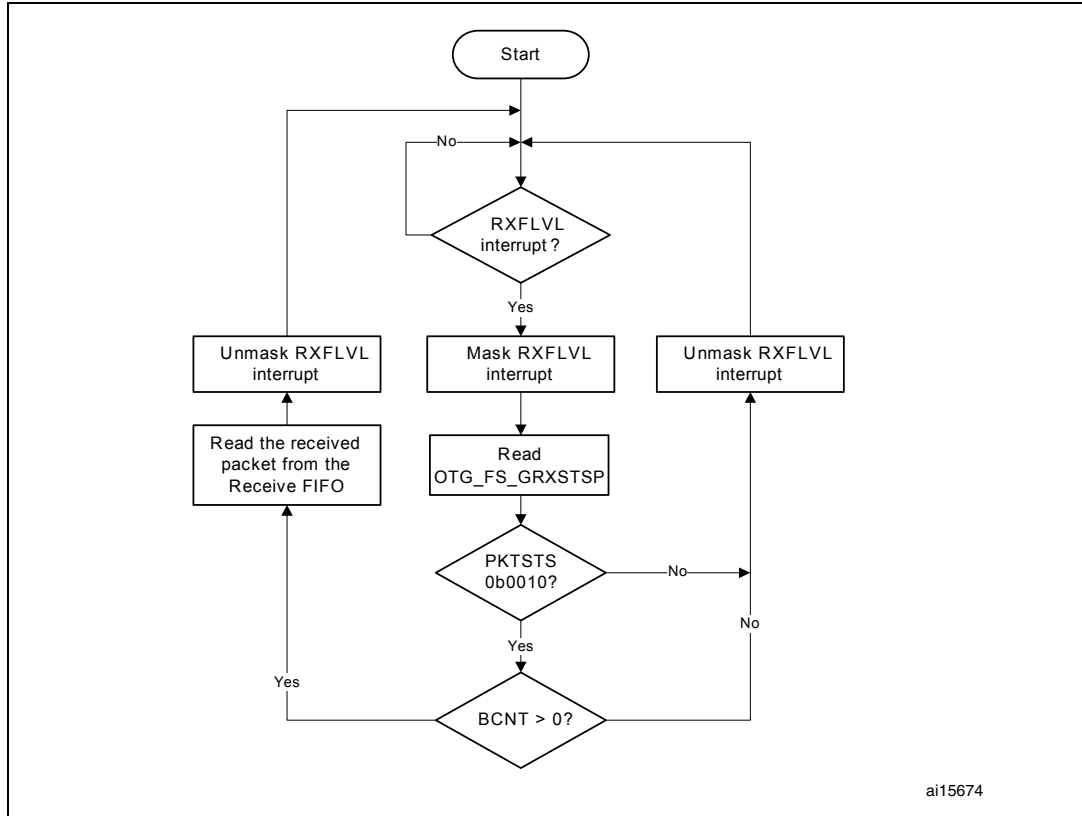 Start
No
RXFLVL
interrupt?
Yes
Unmask RXFLVL
interrupt
Mask RXFLVL
interrupt
Unmask RXFLVL
interrupt
Read the received
packet from the
Receive FIFO
Read
OTG_FS_GRXSTSP
PKTSTS
0b0010?
No
No
Yes
Yes
BCNT > 0?
ai15674